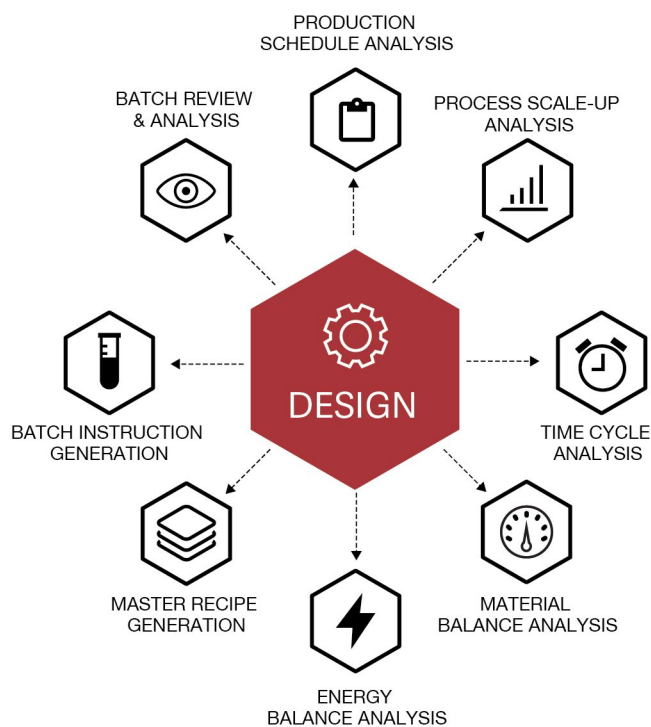 PRODUCTION
SCHEDULE ANALYSIS
BATCH REVIEW
& ANALYSIS
PROCESS SCALE-UP
ANALYSIS
DESIGN
BATCH INSTRUCTION
GENERATION
TIME CYCLE
ANALYSIS
MASTER RECIPE
GENERATION
MATERIAL
BALANCE ANALYSIS
ENERGY
BALANCE ANALYSIS